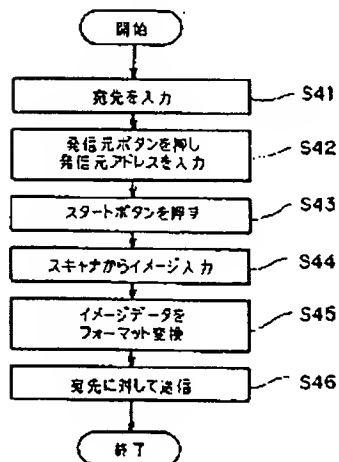 開始
宛先を入力
S41
発信元ボタンを押し
発信元アドレスを入力
S42
スタートボタンを押す
S43
スキャナからイメージ入力
S44
イメージデータを
フォーマット変換
S45
宛先に対して送信
S46
終了